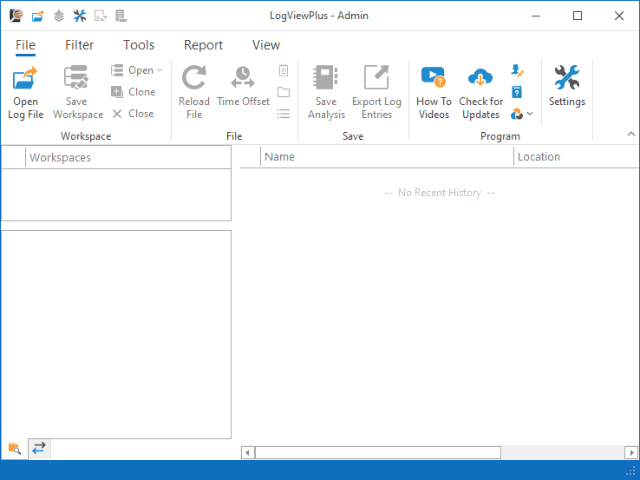 LogViewPlus - Admin
File Filter Tools Report View
Open Log File
Save Workspace
Open
Clone
Close
Workspace
Reload File
Time Offset
File
Save Analysis
Export Log Entries
Save
How To Videos
Check for Updates
Program
Settings
Workspaces
Name Location
-- No Recent History --